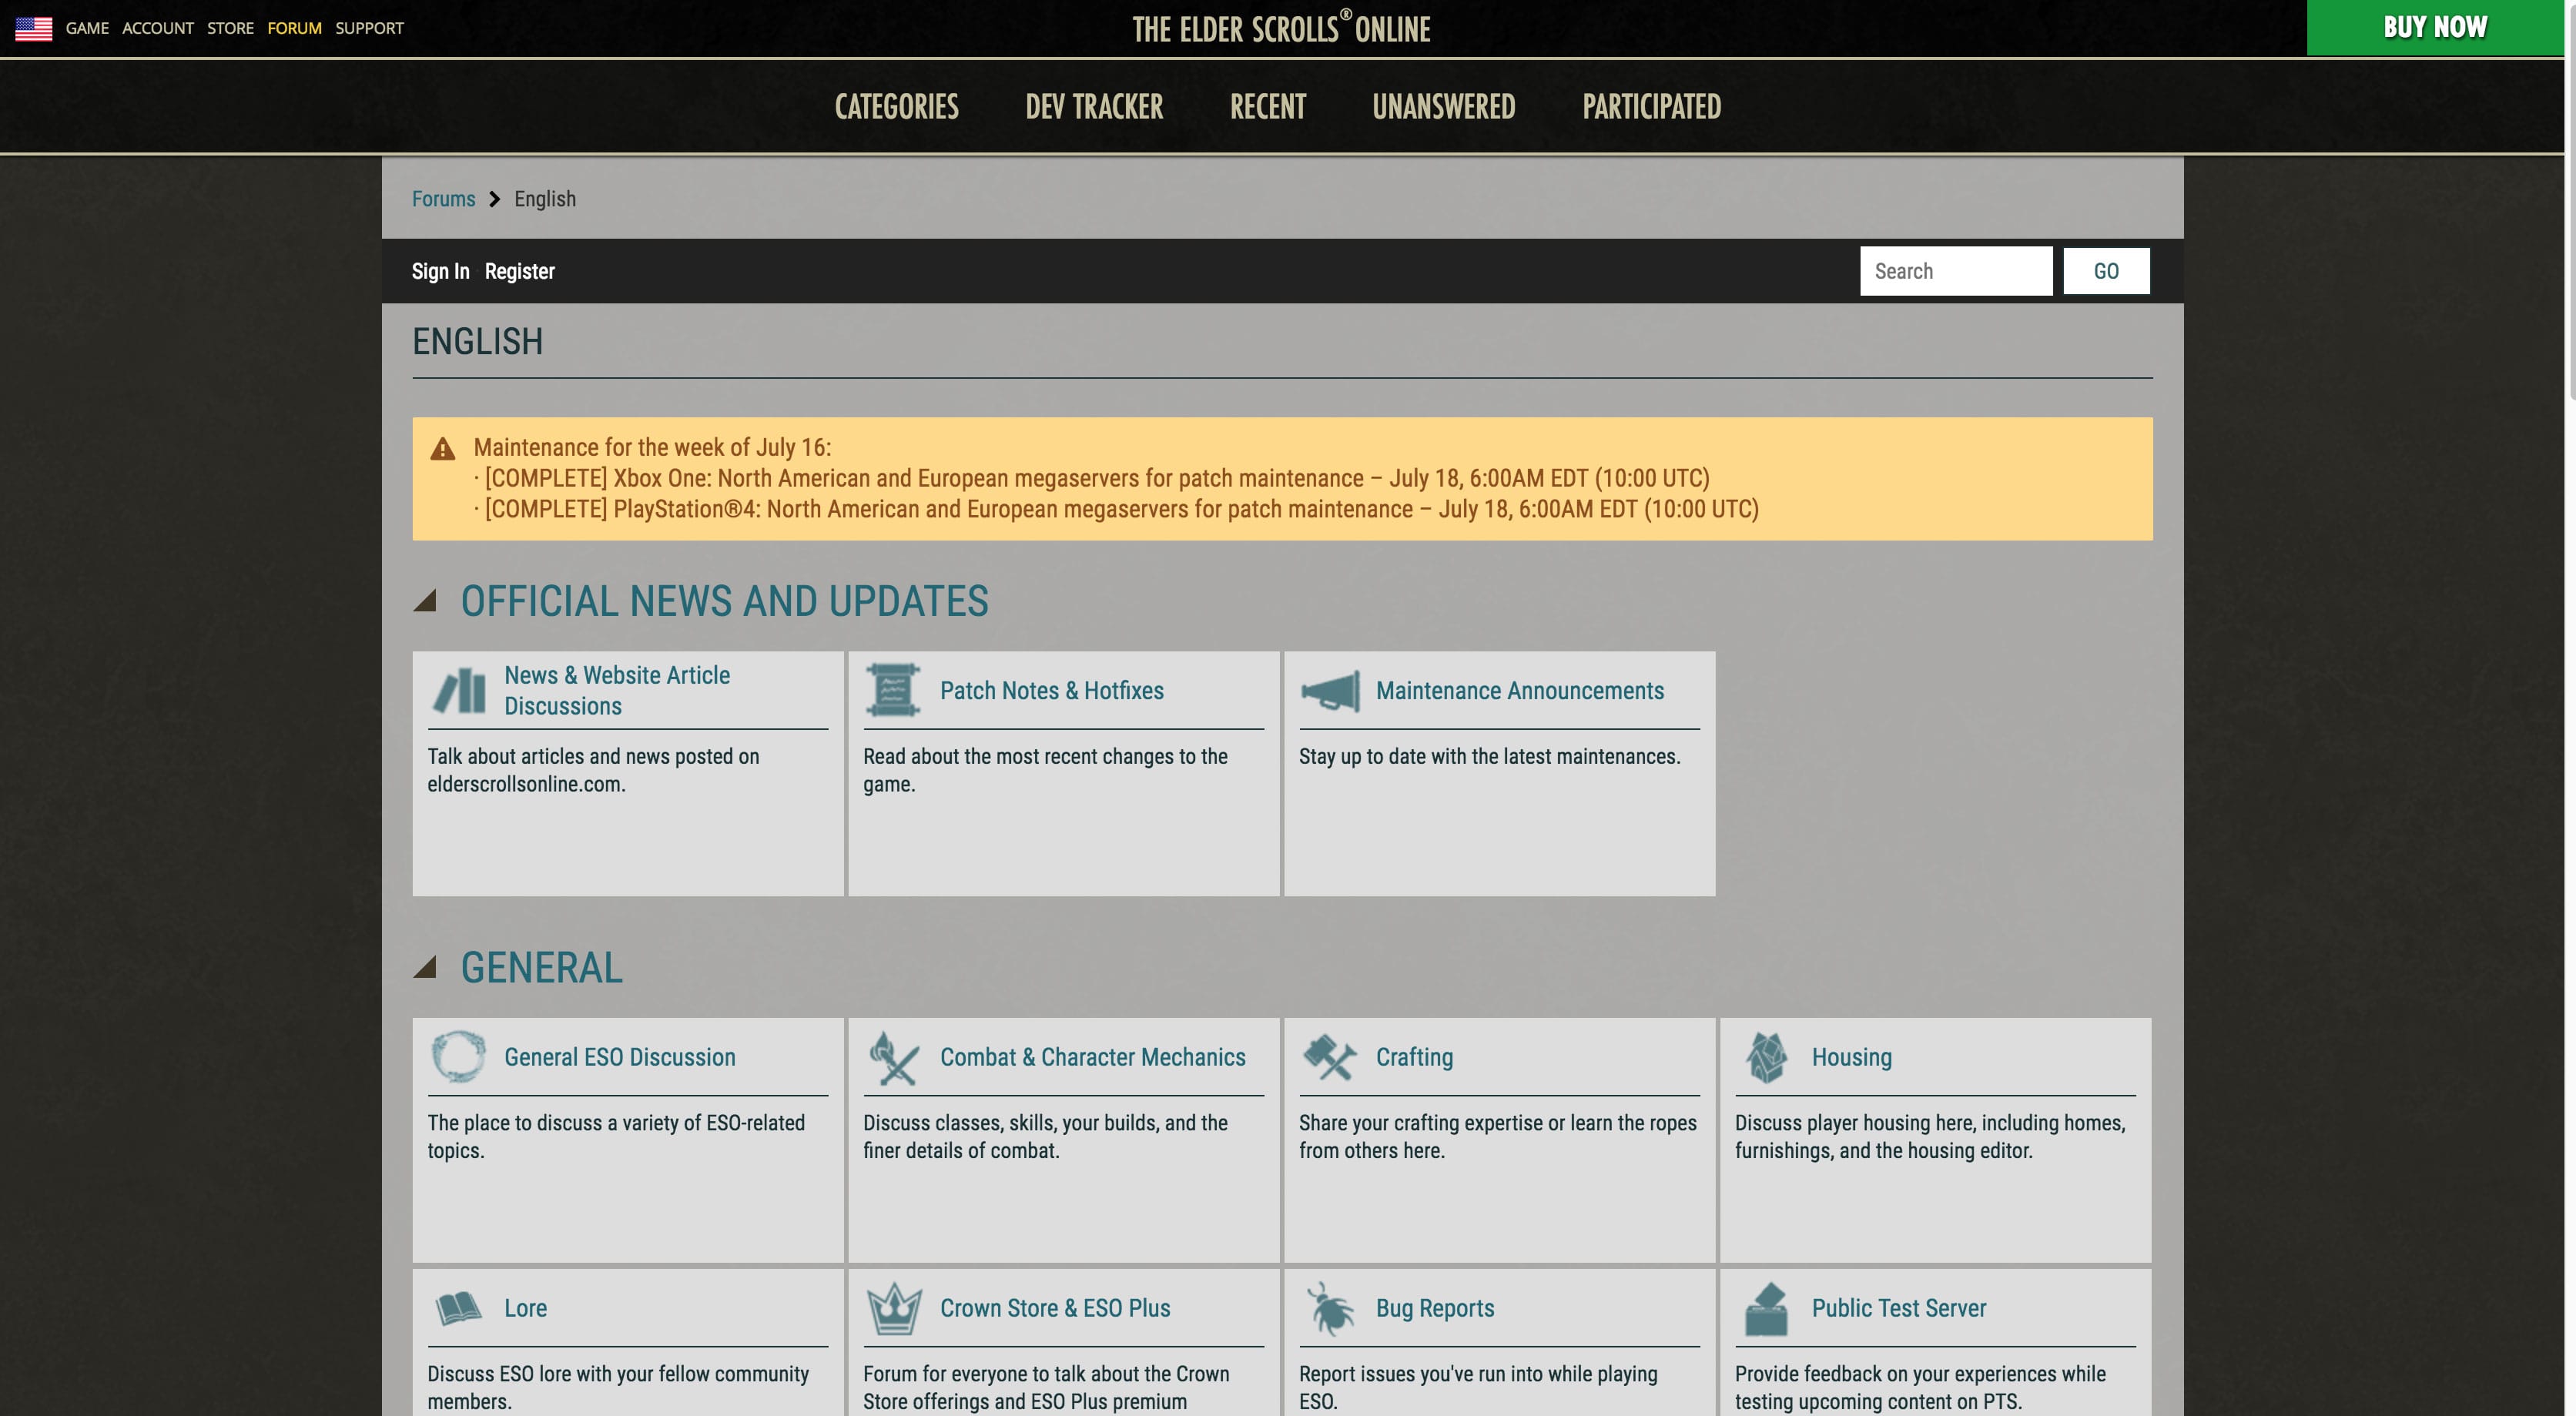 GAME ACCOUNT STORE FORUM SUPPORT
THE ELDER SCROLLS® ONLINE
BUY NOW
CATEGORIES DEV TRACKER RECENT UNANSWERED PARTICIPATED
Forums English
Sign In Register
Search GO
ENGLISH
Maintenance for the week of July 16:
· [COMPLETE] Xbox One: North American and European megaservers for patch maintenance – July 18, 6:00AM EDT (10:00 UTC)
· [COMPLETE] PlayStation®4: North American and European megaservers for patch maintenance – July 18, 6:00AM EDT (10:00 UTC)
OFFICIAL NEWS AND UPDATES
News & Website Article
Discussions
Talk about articles and news posted on
elderscrollsonline.com.
Patch Notes & Hotfixes
Read about the most recent changes to the
game.
Maintenance Announcements
Stay up to date with the latest maintenances.
GENERAL
General ESO Discussion
The place to discuss a variety of ESO-related
topics.
Combat & Character Mechanics
Discuss classes, skills, your builds, and the
finer details of combat.
Crafting
Share your crafting expertise or learn the ropes
from others here.
Housing
Discuss player housing here, including homes,
furnishings, and the housing editor.
Lore
Discuss ESO lore with your fellow community
members.
Crown Store & ESO Plus
Forum for everyone to talk about the Crown
Store offerings and ESO Plus premium
Bug Reports
Report issues you've run into while playing
ESO.
Public Test Server
Provide feedback on your experiences while
testing upcoming content on PTS.